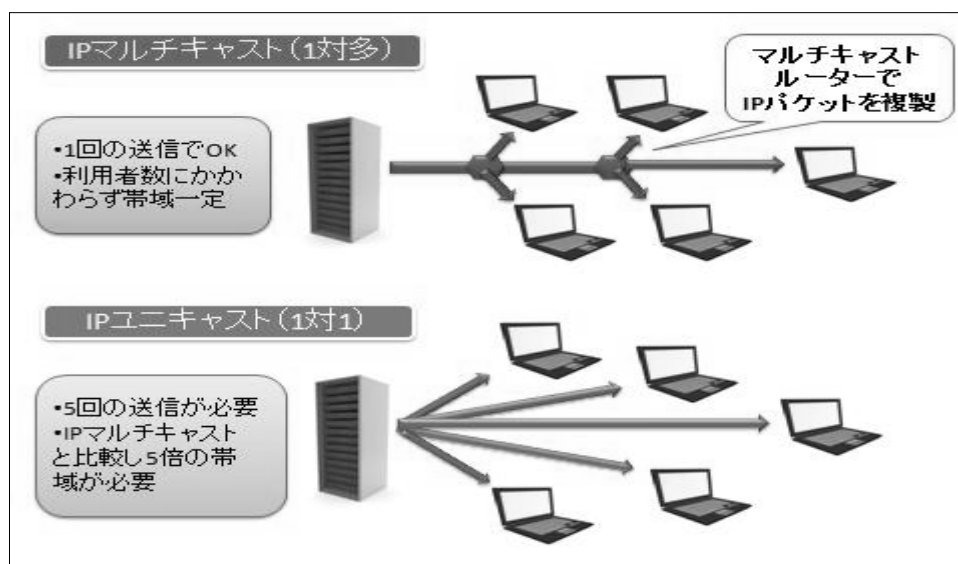 IPマルチキャスト(1対多)
マルチキャスト
ルーターで
IPパケットを複製
•1回の送信でOK
•利用者数にかか
わらず帯域一定
IPユニキャスト(1対1)
•5回の送信が必要
•IPマルチキャスト
と比較し5倍の帯
域が必要